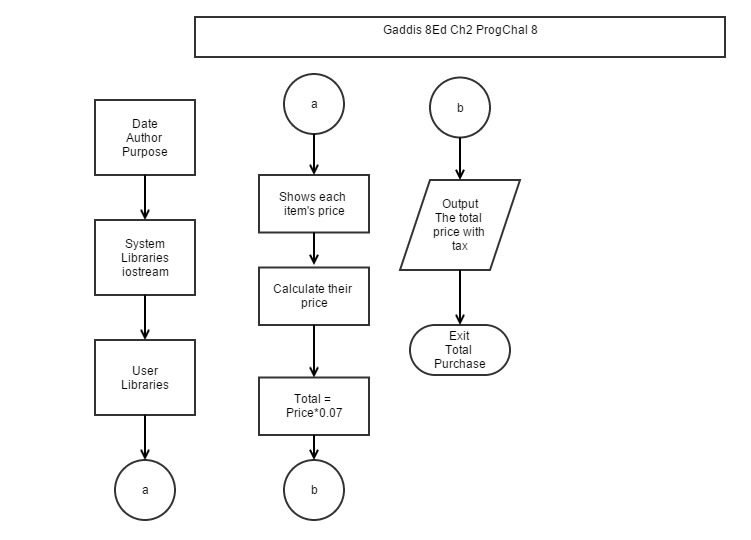 Gaddis 8Ed Ch2 ProgChal 8
Date
Author
Purpose
System
Libraries
iostream
User
Libraries
a
a
Shows each
item's price
Calculate their
price
Total =
Price*0.07
b
b
Output
The total
price with
tax
Exit
Total
Purchase